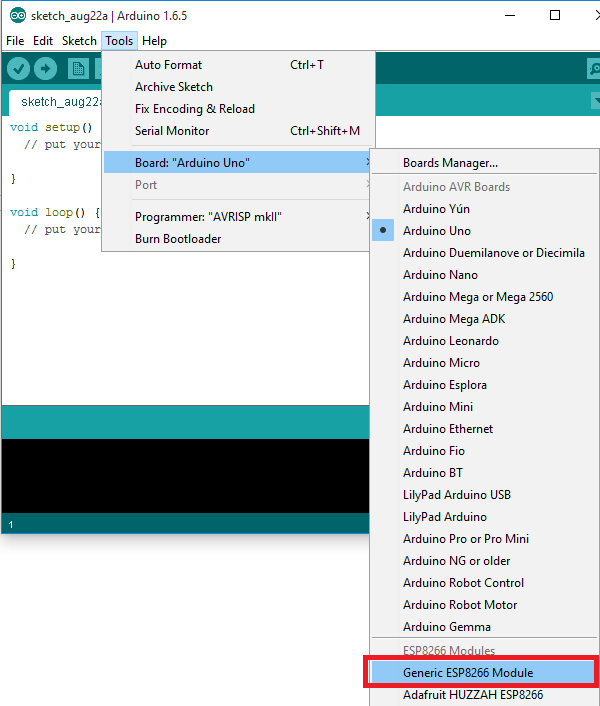 sketch_aug22a | Arduino 1.6.5
File Edit Sketch Tools Help
sketch_aug22a
void setup()
// put your
}
void loop() {
// put your
}
1
Auto Format Ctrl+T
Archive Sketch
Fix Encoding & Reload
Serial Monitor Ctrl+Shift+M
Board: "Arduino Uno"
Port
Programmer: "AVRISP mkII"
Burn Bootloader
Boards Manager...
Arduino AVR Boards
Arduino Yún
Arduino Uno
Arduino Duemilanove or Diecimila
Arduino Nano
Arduino Mega or Mega 2560
Arduino Mega ADK
Arduino Leonardo
Arduino Micro
Arduino Esplora
Arduino Mini
Arduino Ethernet
Arduino Fio
Arduino BT
LilyPad Arduino USB
LilyPad Arduino
Arduino Pro or Pro Mini
Arduino NG or older
Arduino Robot Control
Arduino Robot Motor
Arduino Gemma
ESP8266 Modules
Generic ESP8266 Module
Adafruit HUZZAH ESP8266